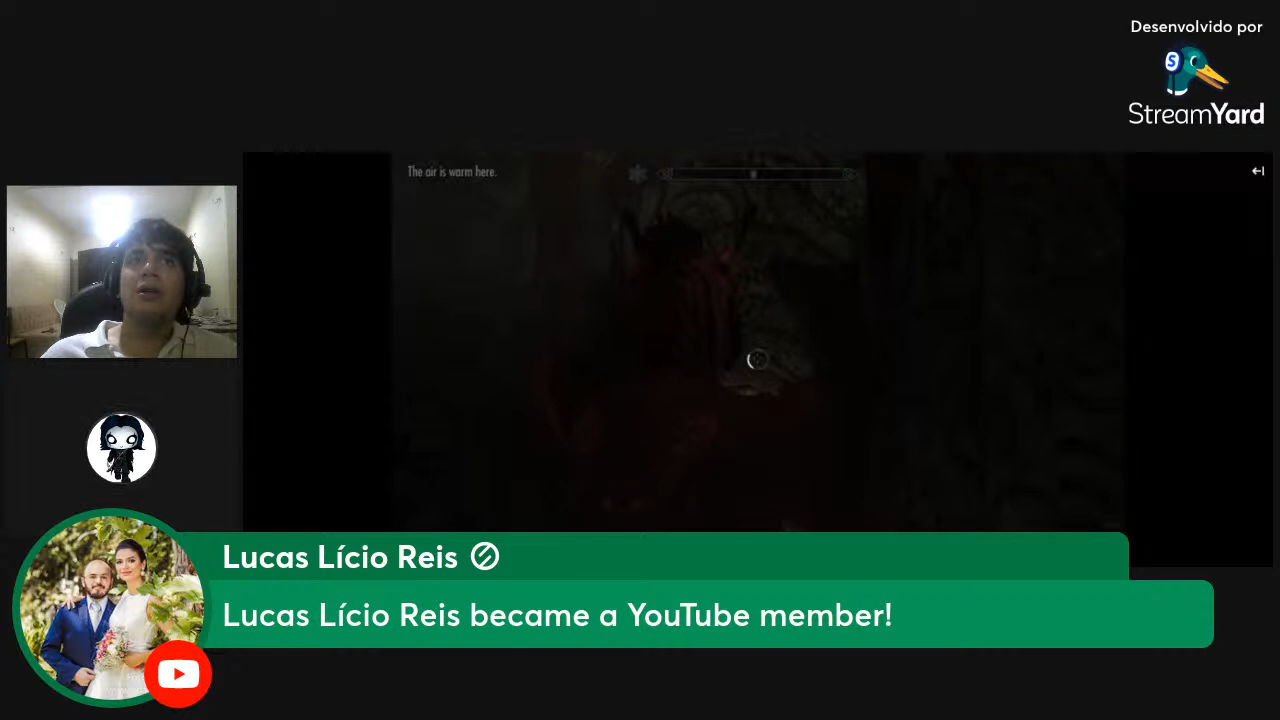 Desenvolvido por
StreamYard
The air is warm here.
Lucas Lício Reis
Lucas Lício Reis became a YouTube member!